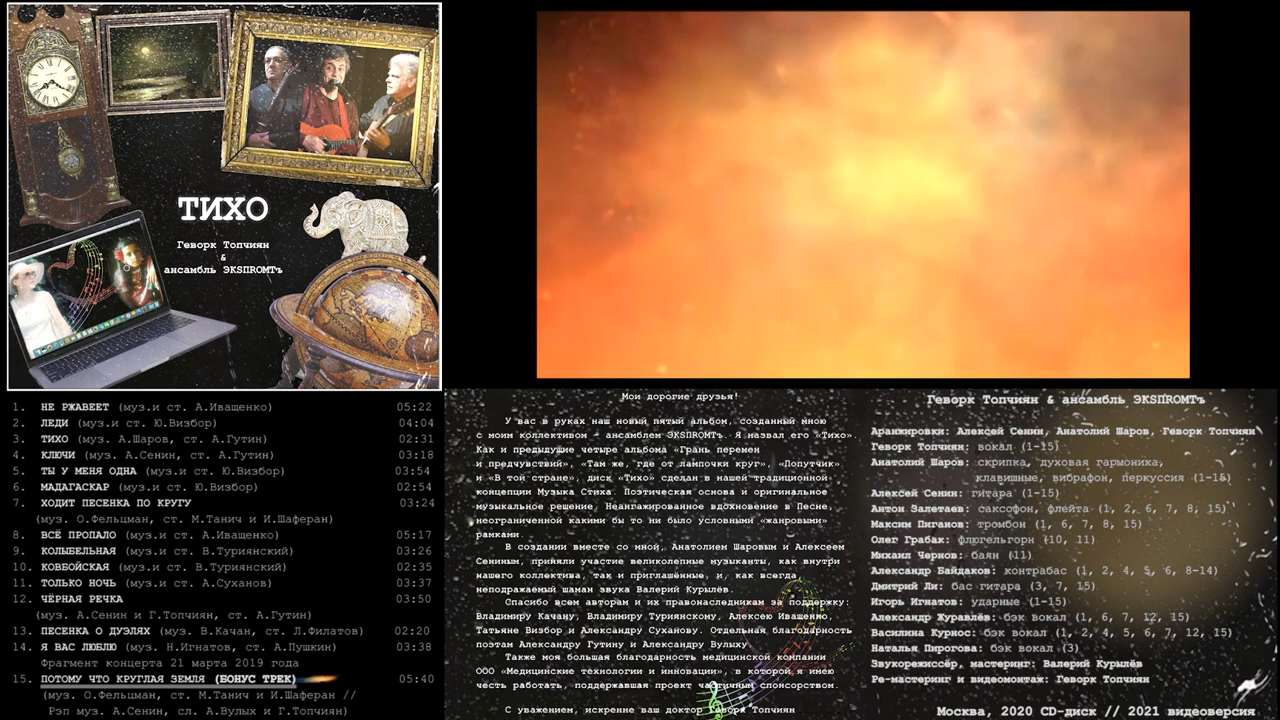 ТИХО
Геворк Топчиян
&
ансамбль ЭКSПRОМТъ
1. НЕ РЖАВЕЕТ (муз.и ст. А.Иващенко) 05:22
2. ЛЕДИ (муз.и ст. Ю.Визбор) 04:04
3. ТИХО (муз. А.Шаров, ст. А.Гутин) 02:31
4. КЛЮЧИ (муз. А.Сенин, ст. А.Гутин) 03:18
5. ТЫ У МЕНЯ ОДНА (муз.и ст. Ю.Визбор) 03:54
6. МАДАГАСКАР (муз.и ст. Ю.Визбор) 02:54
7. ХОДИТ ПЕСЕНКА ПО КРУГУ 03:24
(муз. О.Фельцман, ст. М.Танич и И.Шаферан)
8. ВСЁ ПРОПАЛО (муз.и ст. А.Иващенко) 05:17
9. КОЛЫБЕЛЬНАЯ (муз.и ст. В.Туриянский) 03:26
10. КОВБОЙСКАЯ (муз.и ст. В.Туриянский) 02:35
11. ТОЛЬКО НОЧЬ (муз.и ст. А.Суханов) 03:37
12. ЧЁРНАЯ РЕЧКА 03:50
(муз. А.Сенин и Г.Топчиян, ст. А.Гутин)
13. ПЕСЕНКА О ДУЭЛЯХ (муз. В.Качан, ст. Л.Филатов) 02:20
14. Я ВАС ЛЮБЛЮ (муз. Н.Игнатов, ст. А.Пушкин) 03:38
Фрагмент концерта 21 марта 2019 года
15. ПОТОМУ ЧТО КРУГЛАЯ ЗЕМЛЯ (БОНУС ТРЕК) 05:40
(муз. О.Фельцман, ст. М.Танич и И.Шаферан //
Рэп муз. А.Сенин, сл. А.Вулых и Г.Топчиян)
Мои дорогие друзья!
У вас в руках наш новый пятый альбом, созданный мною
с моим коллективом – ансамблем ЭКSПRОМТъ. Я назвал его «Тихо».
Как и предыдущие четыре альбома «Грань перемен
и предчувствий», «Там же, где от лампочки круг», «Попутчик»
и «В той стране», диск «Тихо» сделан в нашей традиционной
концепции Музыка Стиха. Поэтическая основа и оригинальное
музыкальное решение. Неангажированное вдохновение в Песне,
неограниченной какими бы то ни было условными «жанровыми»
рамками.
В создании вместе со мной, Анатолием Шаровым и Алексеем
Сениным, приняли участие великолепные музыканты, как внутри
нашего коллектива, так и приглашённые, и, как всегда,
неподражаемый шаман звука Валерий Курылёв.
Спасибо всем авторам и их правонаследникам за поддержку:
Владимиру Качану, Владимиру Туриянскому, Алексею Иващенко,
Татьяне Визбор и Александру Суханову. Отдельная благодарность
поэтам Александру Гутину и Александру Вулыху
Также моя большая благодарность медицинской компании
ООО «Медицинские технологии и инновации», в которой я имею
честь работать, поддержавшая проект частичным спонсорством.
С уважением, искренне ваш доктор Геворк Топчиян
Геворк Топчиян & ансамбль ЭКSПRОМТъ
Аранжировки: Алексей Сенин, Анатолий Шаров, Геворк Топчиян
Геворк Топчиян: вокал (1-15)
Анатолий Шаров: скрипка, духовая гармоника,
клавишные, вибрафон, перкуссия (1-15)
Алексей Сенин: гитара (1-15)
Антон Залетаев: саксофон, флейта (1, 2, 6, 7, 8, 15)
Максим Пиганов: тромбон (1, 6, 7, 8, 15)
Олег Грабак: флюгельгорн (10, 11)
Михаил Чернов: баян (11)
Александр Байдаков: контрабас (1, 2, 4, 5, 6, 8-14)
Дмитрий Ли: бас гитара (3, 7, 15)
Игорь Игнатов: ударные (1-15)
Александр Журавлёв: бэк вокал (1, 6, 7, 12, 15)
Василина Курнос: бэк вокал (1, 2, 4, 5, 6, 7, 12, 15)
Наталья Пирогова: бэк вокал (3)
Звукорежиссёр, мастеринг: Валерий Курылёв
Ре-мастеринг и видеомонтаж: Геворк Топчиян
Москва, 2020 CD-диск // 2021 видеоверсия